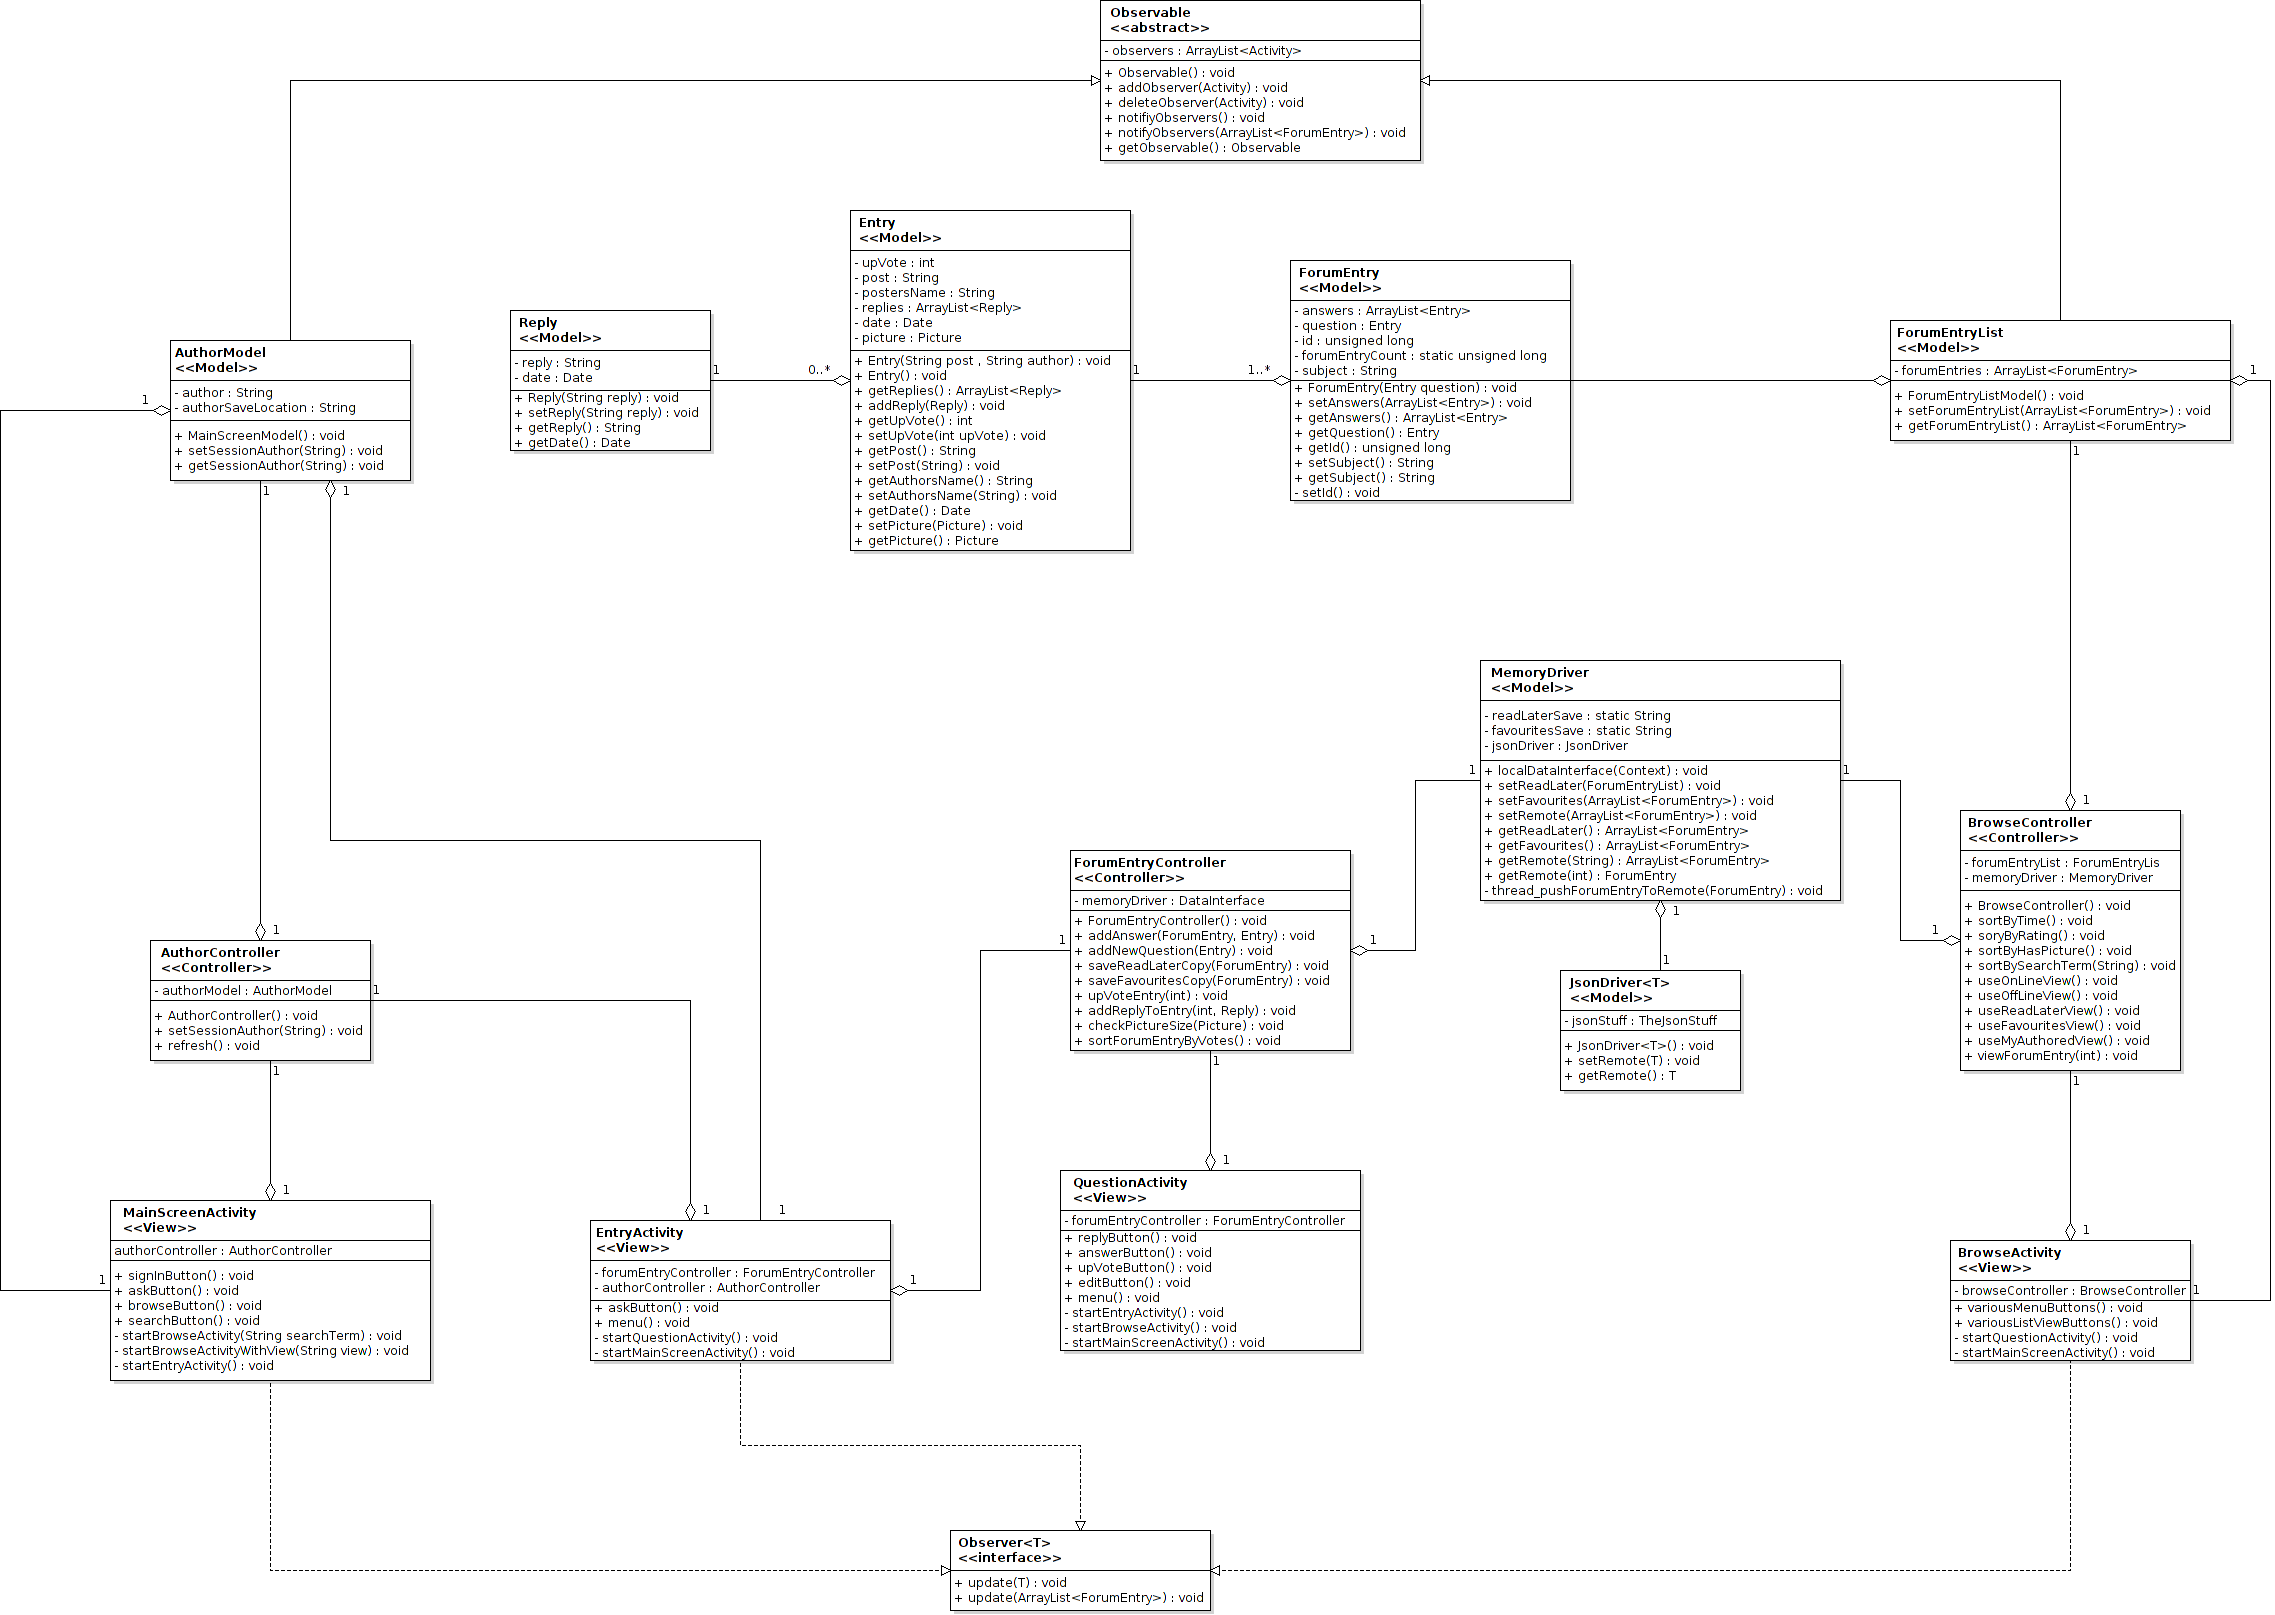 Observable
<<abstract>>
- observers : ArrayList<Activity>
+ Observable() : void
+ addObserver(Activity) : void
+ deleteObserver(Activity) : void
+ notifiyObservers() : void
+ notifyObservers(ArrayList<ForumEntry>) : void
+ getObservable() : Observable
Entry
<<Model>>
- upVote : int
- post : String
- postersName : String
- replies : ArrayList<Reply>
- date : Date
- picture : Picture
+ Entry(String post , String author) : void
+ Entry() : void
+ getReplies() : ArrayList<Reply>
+ addReply(Reply) : void
+ getUpVote() : int
+ setUpVote(int upVote) : void
+ getPost() : String
+ setPost(String) : void
+ getAuthorsName() : String
+ setAuthorsName(String) : void
+ getDate() : Date
+ setPicture(Picture) : void
+ getPicture() : Picture
ForumEntry
<<Model>>
- answers : ArrayList<Entry>
- question : Entry
- id : unsigned long
- forumEntryCount : static unsigned long
- subject : String
+ ForumEntry(Entry question) : void
+ setAnswers(ArrayList<Entry>) : void
+ getAnswers() : ArrayList<Entry>
+ getQuestion() : Entry
+ getId() : unsigned long
+ setSubject() : String
+ getSubject() : String
- setId() : void
Reply
<<Model>>
- reply : String
- date : Date
+ Reply(String reply) : void
+ setReply(String reply) : void
+ getReply() : String
+ getDate() : Date
1
0..*
1
1..*
ForumEntryList
<<Model>>
- forumEntries : ArrayList<ForumEntry>
+ ForumEntryListModel() : void
+ setForumEntryList(ArrayList<ForumEntry>) : void
+ getForumEntryList() : ArrayList<ForumEntry>
1
1
AuthorModel
<<Model>>
- author : String
- authorSaveLocation : String
+ MainScreenModel() : void
+ setSessionAuthor(String) : void
+ getSessionAuthor(String) : void
1
1
1
MemoryDriver
<<Model>>
- readLaterSave : static String
- favouritesSave : static String
- jsonDriver : JsonDriver
+ localDataInterface(Context) : void
+ setReadLater(ForumEntryList) : void
+ setFavourites(ArrayList<ForumEntry>) : void
+ setRemote(ArrayList<ForumEntry>) : void
+ getReadLater() : ArrayList<ForumEntry>
+ getFavourites() : ArrayList<ForumEntry>
+ getRemote(String) : ArrayList<ForumEntry>
+ getRemote(int) : ForumEntry
- thread_pushForumEntryToRemote(ForumEntry) : void
1
1
1
1
BrowseController
<<Controller>>
- forumEntryList : ForumEntryLis
- memoryDriver : MemoryDriver
+ BrowseController() : void
+ sortByTime() : void
+ soryByRating() : void
+ sortByHasPicture() : void
+ sortBySearchTerm(String) : void
+ useOnLineView() : void
+ useOffLineView() : void
+ useReadLaterView() : void
+ useFavouritesView() : void
+ useMyAuthoredView() : void
+ viewForumEntry(int) : void
1
1
ForumEntryController
<<Controller>>
- memoryDriver : DataInterface
+ ForumEntryController() : void
+ addAnswer(ForumEntry, Entry) : void
+ addNewQuestion(Entry) : void
+ saveReadLaterCopy(ForumEntry) : void
+ saveFavouritesCopy(ForumEntry) : void
+ upVoteEntry(int) : void
+ addReplyToEntry(int, Reply) : void
+ checkPictureSize(Picture) : void
+ sortForumEntryByVotes() : void
1
1
1
JsonDriver<T>
<<Model>>
- jsonStuff : TheJsonStuff
+ JsonDriver<T>() : void
+ setRemote(T) : void
+ getRemote() : T
1
AuthorController
<<Controller>>
- authorModel : AuthorModel
+ AuthorController() : void
+ setSessionAuthor(String) : void
+ refresh() : void
1
1
1
MainScreenActivity
<<View>>
authorController : AuthorController
+ signInButton() : void
+ askButton() : void
+ browseButton() : void
+ searchButton() : void
- startBrowseActivity(String searchTerm) : void
- startBrowseActivityWithView(String view) : void
- startEntryActivity() : void
1
1
1
EntryActivity
<<View>>
- forumEntryController : ForumEntryController
- authorController : AuthorController
+ askButton() : void
+ menu() : void
- startQuestionActivity() : void
- startMainScreenActivity() : void
1
1
QuestionActivity
<<View>>
- forumEntryController : ForumEntryController
+ replyButton() : void
+ answerButton() : void
+ upVoteButton() : void
+ editButton() : void
+ menu() : void
- startEntryActivity() : void
- startBrowseActivity() : void
- startMainScreenActivity() : void
1
BrowseActivity
<<View>>
- browseController : BrowseController
+ variousMenuButtons() : void
+ variousListViewButtons() : void
- startQuestionActivity() : void
- startMainScreenActivity() : void
1
1
Observer<T>
<<interface>>
+ update(T) : void
+ update(ArrayList<ForumEntry>) : void